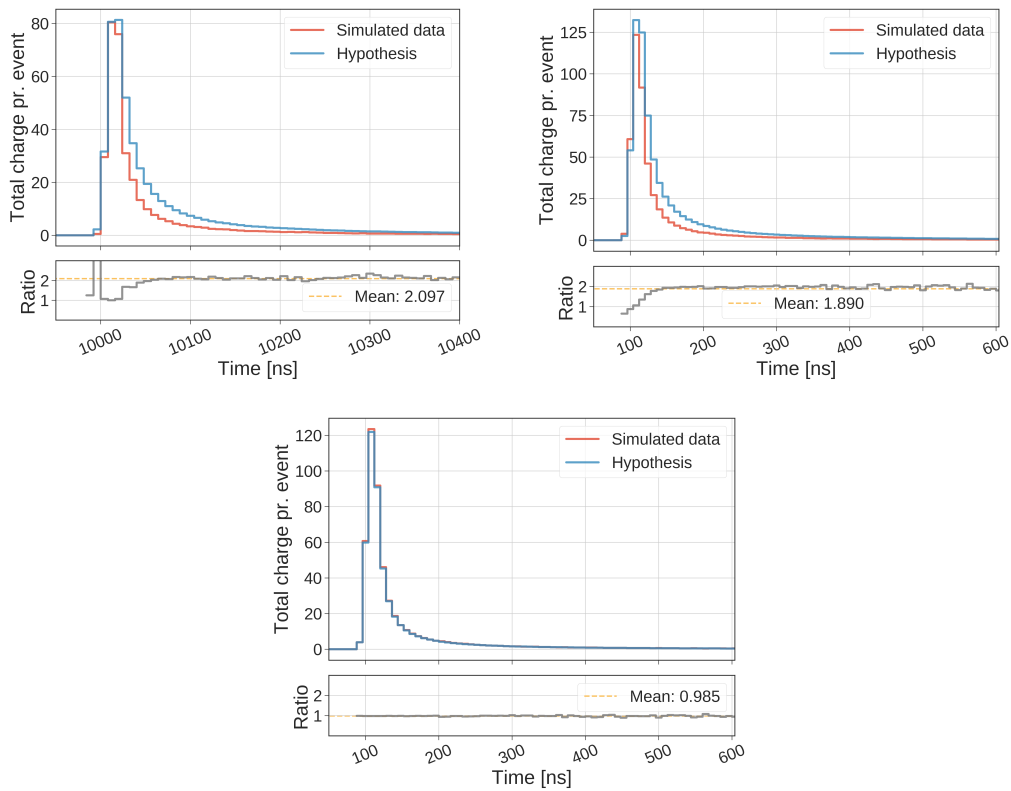 Total charge pr. event
80
60
40
20
0
Simulated data
Hypothesis
Ratio
2
1
Mean: 2.097
10000
10100
10200
10300
10400
Time [ns]
Total charge pr. event
125
100
75
50
25
0
Simulated data
Hypothesis
Ratio
2
1
Mean: 1.890
100
200
300
400
500
600
Time [ns]
Total charge pr. event
120
100
80
60
40
20
0
Simulated data
Hypothesis
Ratio
2
1
Mean: 0.985
100
200
300
400
500
600
Time [ns]